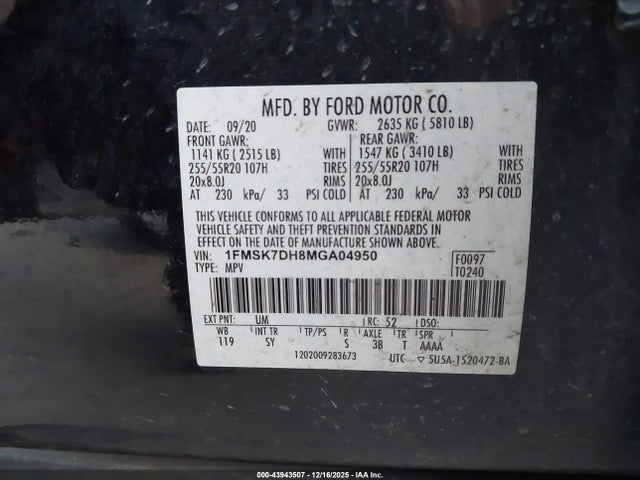 MFD. BY FORD MOTOR CO.
DATE: 09/20 GVWR: 2635 KG ( 5810 LB)
FRONT GAWR: REAR GAWR:
1141 KG ( 2515 LB) WITH 1547 KG ( 3410 LB) WITH
255/55R20 107H TIRES 255/55R20 107H TIRES
20x8.0J RIMS 20x8.0J RIMS
AT 230 kPa/ 33 PSI COLD AT 230 kPa/ 33 PSI COLD
THIS VEHICLE CONFORMS TO ALL APPLICABLE FEDERAL MOTOR
VEHICLE SAFETY AND THEFT PREVENTION STANDARDS IN
EFFECT ON THE DATE OF MANUFACTURE SHOWN ABOVE.
VIN: 1FMSK7DH8MGA04950 F0097
TYPE: MPV T0240
EXT PNT: UM RC: 52 DSO:
WB INT TR TP/PS R AXLE TR SPR
119 SY S 3B T AAAA
1202009283673 UTC ▽ 5U5A-1520472-BA
000-43943507 - 12/16/2025 - IAA Inc.